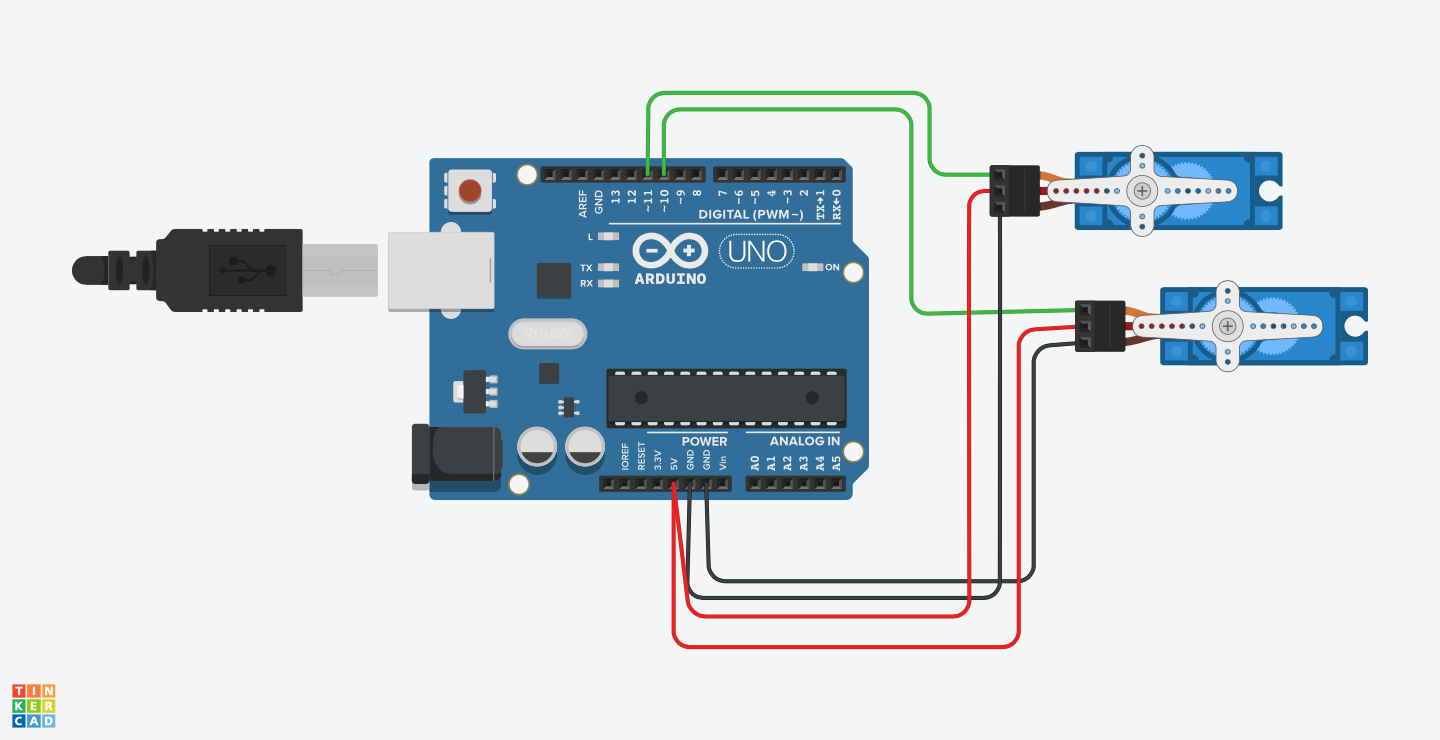 AREF
GND
13
12
~11
~10
~9
8
7
~6
~5
4
~3
2
TX→1
RX←0
DIGITAL (PWM~)
L
TX
RX
ARDUINO
UNO
ON
POWER
ANALOG IN
IOREF
RESET
3.3V
5V
GND
GND
Vin
A0
A1
A2
A3
A4
A5
TIN
KER
CAD